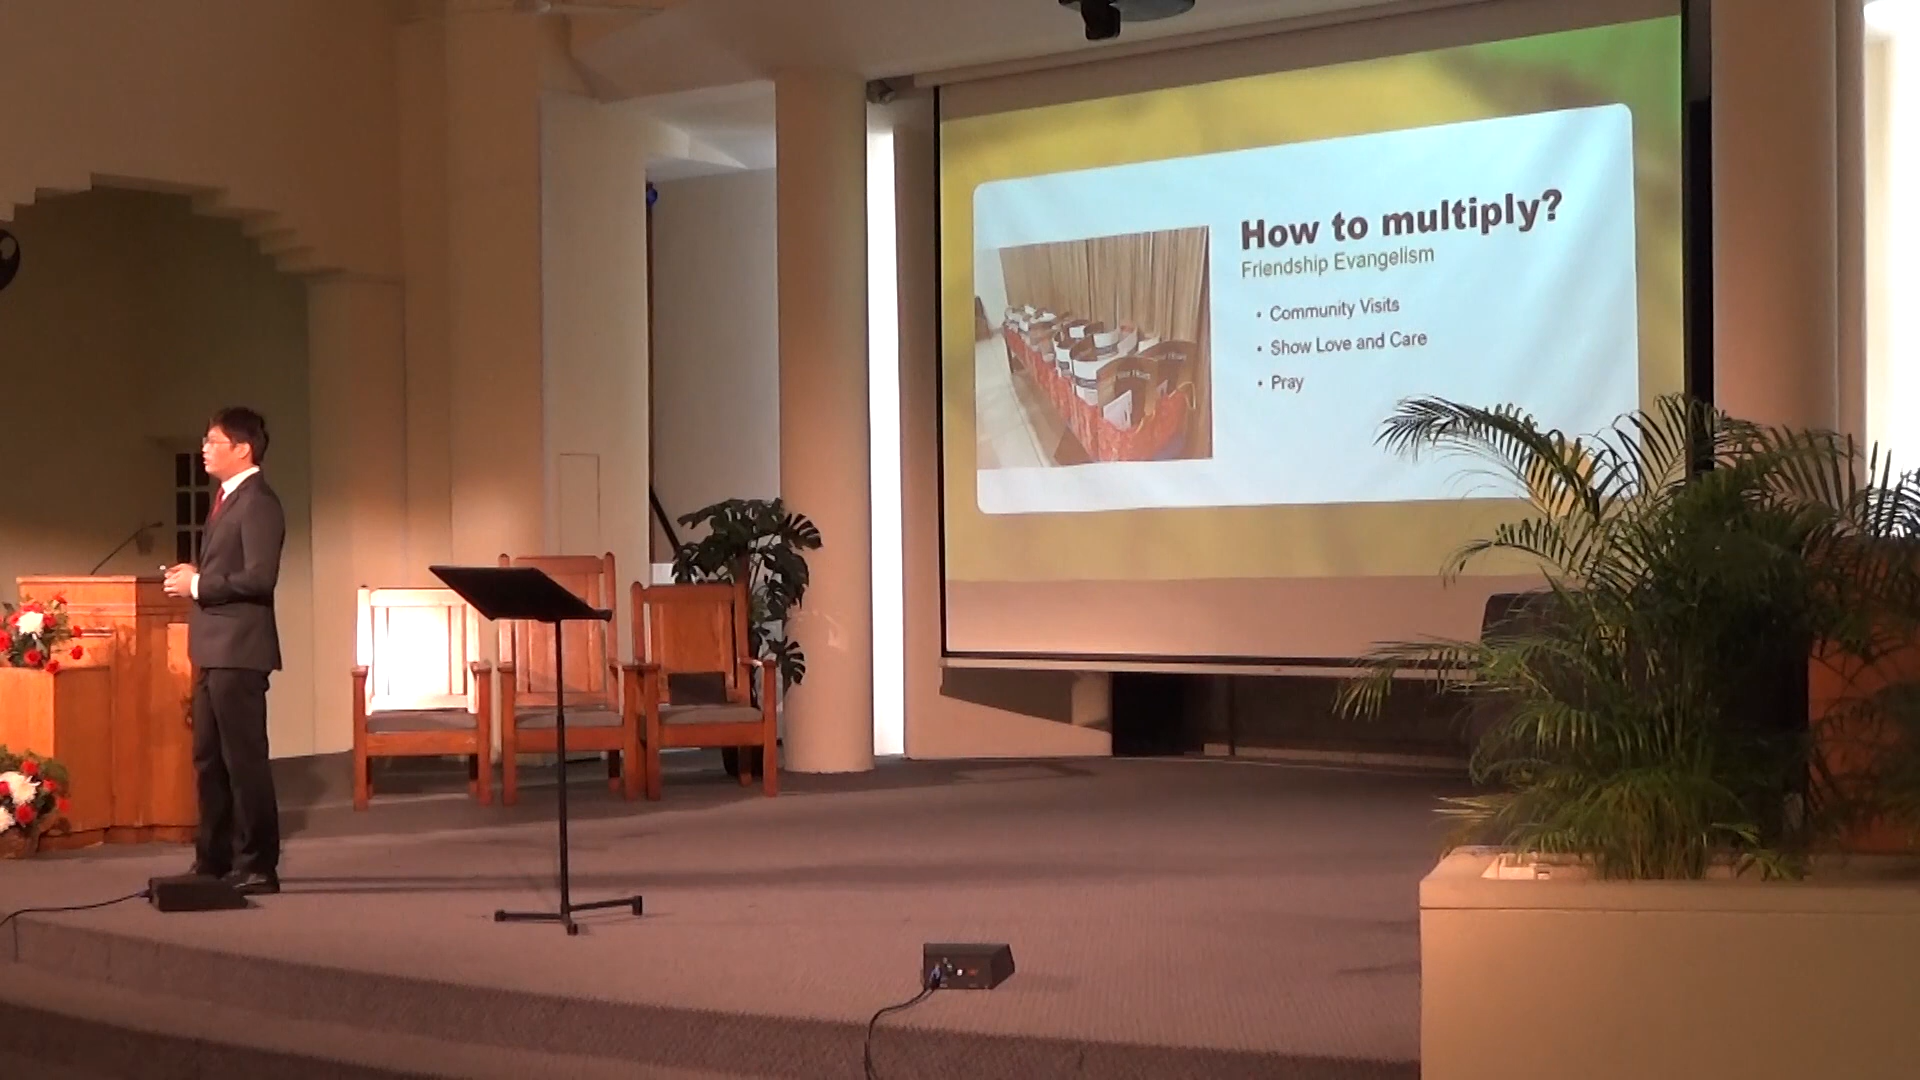 How to multiply?
Friendship Evangelism
• Community Visits
• Show Love and Care
• Pray